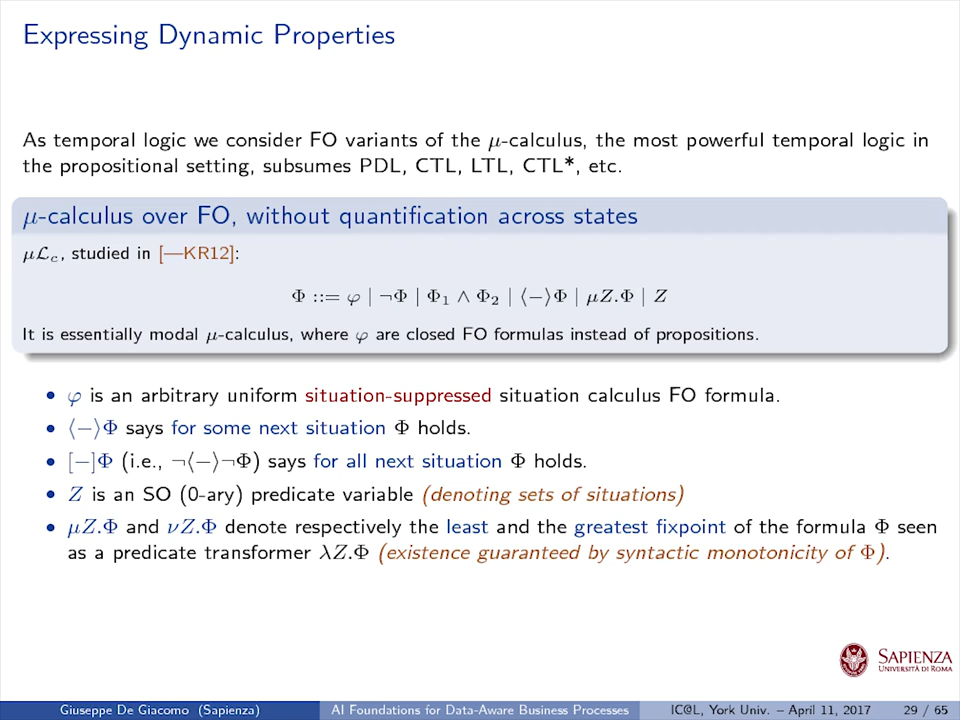 Expressing Dynamic Properties
As temporal logic we consider FO variants of the μ-calculus, the most powerful temporal logic in
the propositional setting, subsumes PDL, CTL, LTL, CTL*, etc.
μ-calculus over FO, without quantification across states
μℒ_c, studied in [—KR12]:
Φ ::= φ | ¬Φ | Φ₁ ∧ Φ₂ | ⟨−⟩Φ | μZ.Φ | Z
It is essentially modal μ-calculus, where φ are closed FO formulas instead of propositions.
• φ is an arbitrary uniform situation-suppressed situation calculus FO formula.
• ⟨−⟩Φ says for some next situation Φ holds.
• [−]Φ (i.e., ¬⟨−⟩¬Φ) says for all next situation Φ holds.
• Z is an SO (0-ary) predicate variable (denoting sets of situations)
• μZ.Φ and νZ.Φ denote respectively the least and the greatest fixpoint of the formula Φ seen
as a predicate transformer λZ.Φ (existence guaranteed by syntactic monotonicity of Φ).
SAPIENZA
UNIVERSITÀ DI ROMA
Giuseppe De Giacomo (Sapienza) AI Foundations for Data-Aware Business Processes IC@L, York Univ. – April 11, 2017 29 / 65